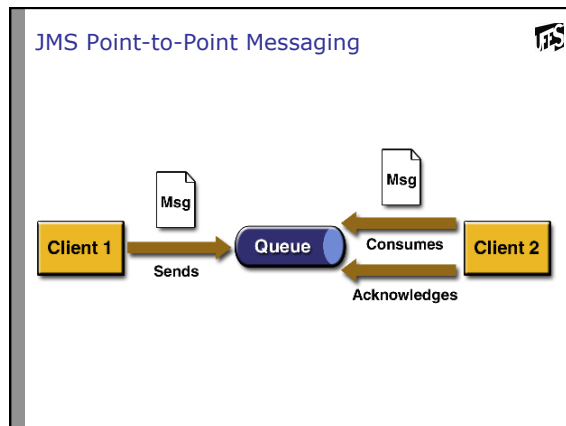 JMS Point-to-Point Messaging
Msg
Msg
Client 1
Sends
Queue
Consumes
Acknowledges
Client 2